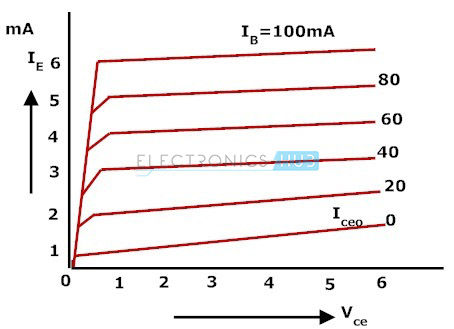 mA
I_B=100mA
I_E
6
80
5
60
4
ELECTRONICS HUB
40
3
20
2
I_ceo 0
1
0 1 2 3 4 5 6
V_ce